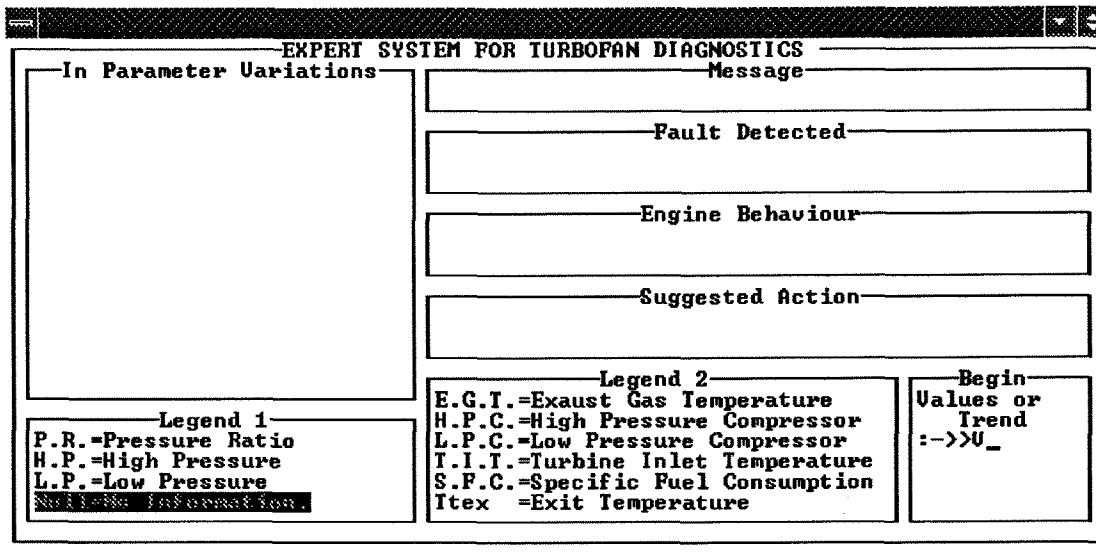 EXPERT SYSTEM FOR TURBOFAN DIAGNOSTICS
In Parameter Variations
Message
Fault Detected
Engine Behaviour
Suggested Action
Legend 1
P.R.=Pressure Ratio
H.P.=High Pressure
L.P.=Low Pressure
Legend 2
E.G.T.=Exaust Gas Temperature
H.P.C.=High Pressure Compressor
L.P.C.=Low Pressure Compressor
T.I.T.=Turbine Inlet Temperature
S.F.C.=Specific Fuel Consumption
Itex =Exit Temperature
Begin
Values or
Trend
:->>V_